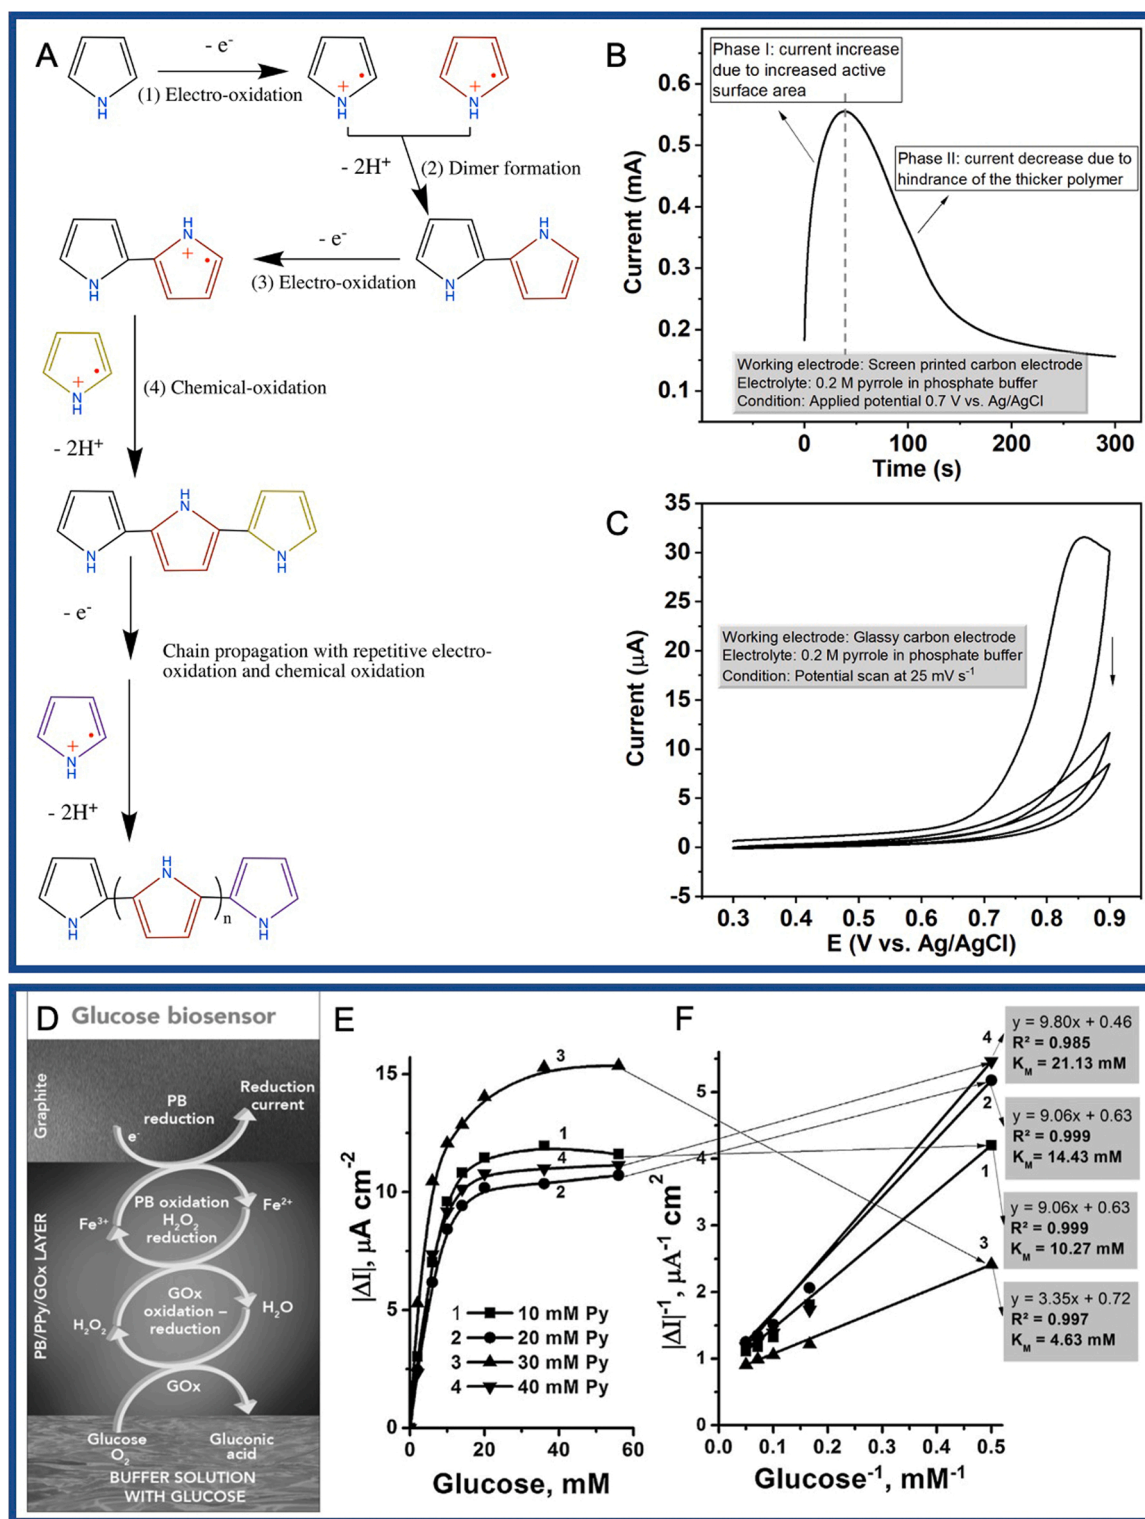 A
- e⁻
(1) Electro-oxidation
N
H
+
N
H
+
N
H
- 2H⁺
(2) Dimer formation
H
N
+
N
H
- e⁻
(3) Electro-oxidation
H
N
N
H
+
N
H
(4) Chemical-oxidation
- 2H⁺
H
N
N
H
N
H
- e⁻
Chain propagation with repetitive electro-
oxidation and chemical oxidation
+
N
H
- 2H⁺
H
N
N
H
( ) n
N
H
B
Phase I: current increase
due to increased active
surface area
Phase II: current decrease due to
hindrance of the thicker polymer
Working electrode: Screen printed carbon electrode
Electrolyte: 0.2 M pyrrole in phosphate buffer
Condition: Applied potential 0.7 V vs. Ag/AgCl
Current (mA)
0.6
0.5
0.4
0.3
0.2
0.1
0 100 200 300
Time (s)
C
Working electrode: Glassy carbon electrode
Electrolyte: 0.2 M pyrrole in phosphate buffer
Condition: Potential scan at 25 mV s⁻¹
Current (μA)
35
30
25
20
15
10
5
0
-5
0.3 0.4 0.5 0.6 0.7 0.8 0.9
E (V vs. Ag/AgCl)
D
Glucose biosensor
Graphite
PB
reduction
Reduction
current
e⁻
PB/PPy/GOx LAYER
PB oxidation
H₂O₂
reduction
Fe³⁺
Fe²⁺
GOx
oxidation –
reduction
H₂O₂
H₂O
GOx
Glucose
O₂
Gluconic
acid
BUFFER SOLUTION
WITH GLUCOSE
E
|ΔI|, μA cm⁻²
15
10
5
0
3
1
4
2
1 10 mM Py
2 20 mM Py
3 30 mM Py
4 40 mM Py
0 20 40 60
Glucose, mM
F
|ΔI|⁻¹, μA⁻¹ cm²
5
4
3
2
1
0
4
2
1
3
0.0 0.1 0.2 0.3 0.4 0.5
Glucose⁻¹, mM⁻¹
y = 9.80x + 0.46
R² = 0.985
K_M = 21.13 mM
y = 9.06x + 0.63
R² = 0.999
K_M = 14.43 mM
y = 9.06x + 0.63
R² = 0.999
K_M = 10.27 mM
y = 3.35x + 0.72
R² = 0.997
K_M = 4.63 mM